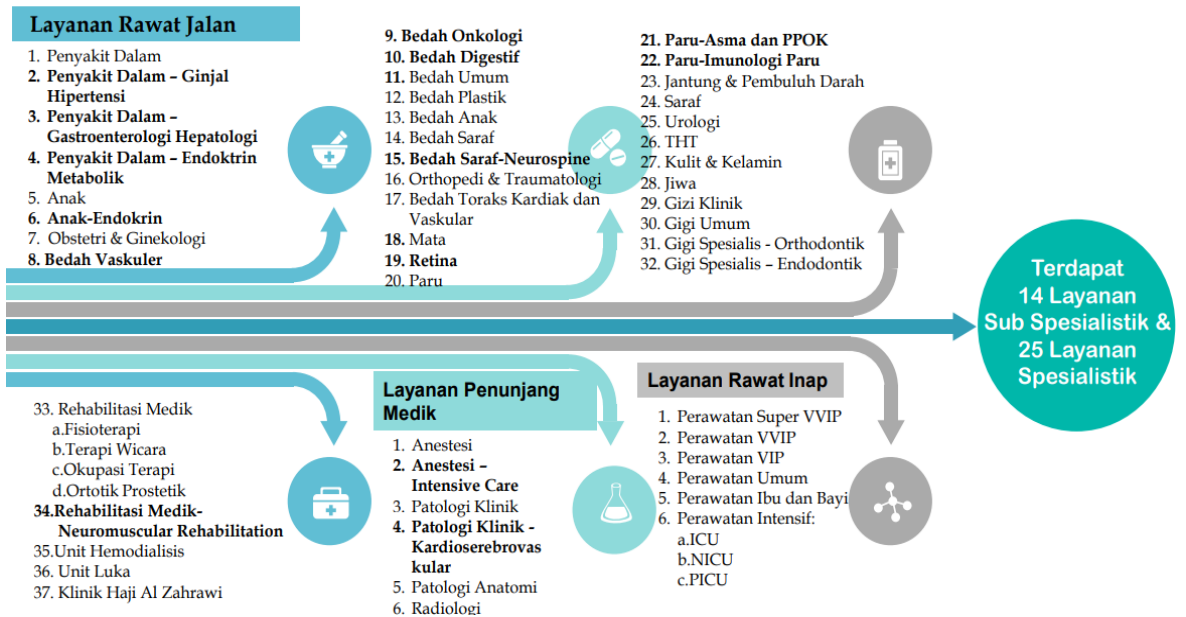 Layanan Rawat Jalan
1. Penyakit Dalam
2. Penyakit Dalam – Ginjal
Hipertensi
3. Penyakit Dalam –
Gastroenterologi Hepatologi
4. Penyakit Dalam – Endoktrin
Metabolik
5. Anak
6. Anak-Endokrin
7. Obstetri & Ginekologi
8. Bedah Vaskuler
9. Bedah Onkologi
10. Bedah Digestif
11. Bedah Umum
12. Bedah Plastik
13. Bedah Anak
14. Bedah Saraf
15. Bedah Saraf-Neurospine
16. Orthopedi & Traumatologi
17. Bedah Toraks Kardiak dan
Vaskular
18. Mata
19. Retina
20. Paru
21. Paru-Asma dan PPOK
22. Paru-Imunologi Paru
23. Jantung & Pembuluh Darah
24. Saraf
25. Urologi
26. THT
27. Kulit & Kelamin
28. Jiwa
29. Gizi Klinik
30. Gigi Umum
31. Gigi Spesialis - Orthodontik
32. Gigi Spesialis – Endodontik
Terdapat
14 Layanan
Sub Spesialistik &
25 Layanan
Spesialistik
33. Rehabilitasi Medik
a.Fisioterapi
b.Terapi Wicara
c.Okupasi Terapi
d.Ortotik Prostetik
34.Rehabilitasi Medik-
Neuromuscular Rehabilitation
35.Unit Hemodialisis
36. Unit Luka
37. Klinik Haji Al Zahrawi
Layanan Penunjang
Medik
1. Anestesi
2. Anestesi –
Intensive Care
3. Patologi Klinik
4. Patologi Klinik -
Kardioserebrovas
kular
5. Patologi Anatomi
6. Radiologi
Layanan Rawat Inap
1. Perawatan Super VVIP
2. Perawatan VVIP
3. Perawatan VIP
4. Perawatan Umum
5. Perawatan Ibu dan Bayi
6. Perawatan Intensif:
a.ICU
b.NICU
c.PICU